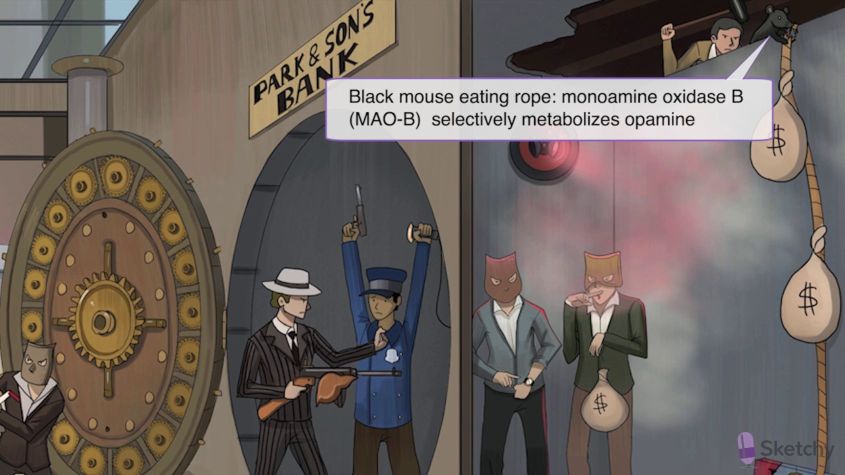 PARK & SON'S
BANK
Black mouse eating rope: monoamine oxidase B
(MAO-B) selectively metabolizes opamine
$
$
$
Sketchy